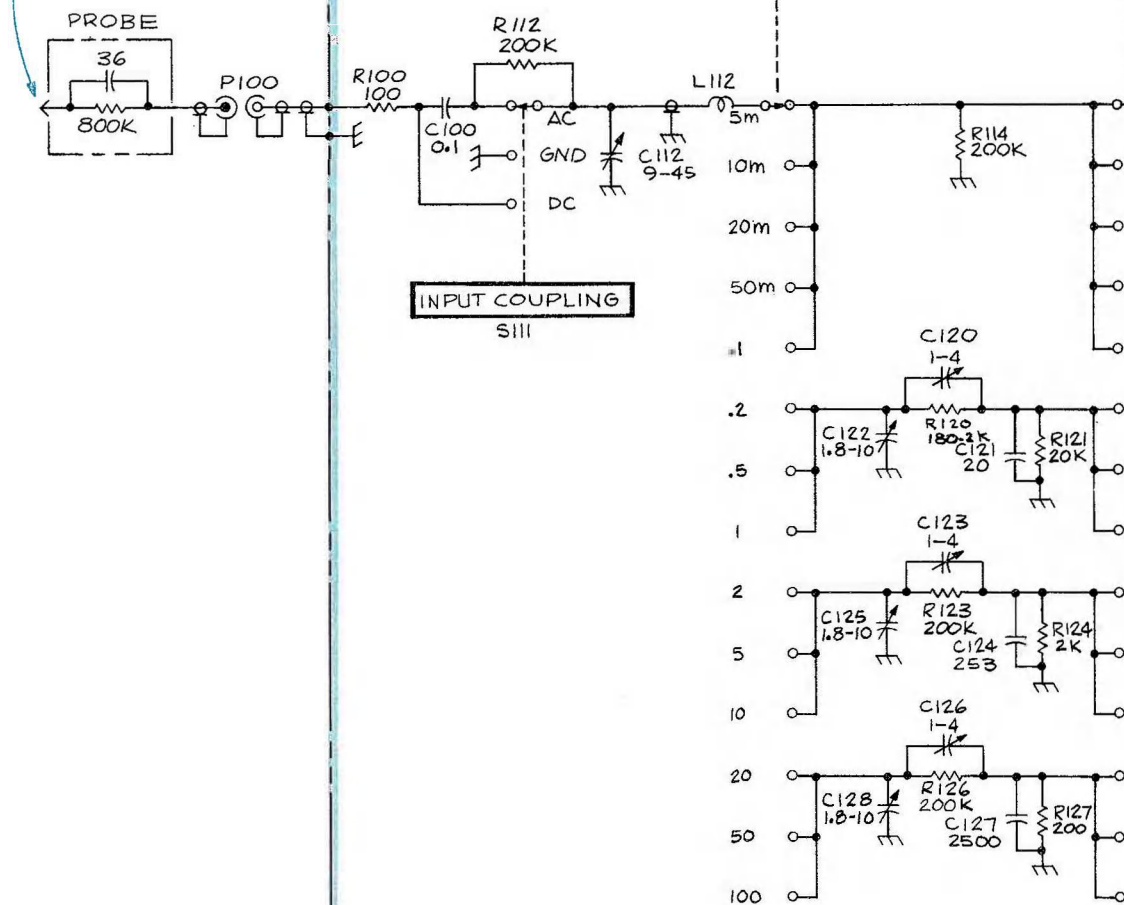 PROBE
36
800K
P100
R100
100
C100
0.1
R112
200K
AC
GND
DC
C112
9-45
L112
INPUT COUPLING
S111
5m
10m
20m
50m
.1
R114
200K
.2
.5
1
C120
1-4
C122
1.8-10
R120
180.2K
C121
20
R121
20K
2
5
10
C123
1-4
C125
1.8-10
R123
200K
C124
253
R124
2K
20
50
100
C126
1-4
C128
1.8-10
R126
200K
C127
2500
R127
200